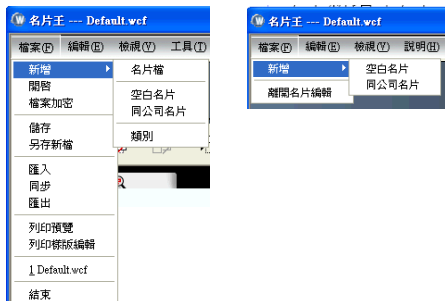 名片王 --- Default.wcf
檔案(F) 編輯(E) 檢視(V) 工具(T)
新增
開啓
檔案加密
儲存
另存新檔
匯入
同步
匯出
列印預覽
列印樣版編輯
1 Default.wcf
結束
名片檔
空白名片
同公司名片
類別
名片王 --- Default.wcf
檔案(F) 編輯(E) 檢視(V) 說明(H)
新增
離開名片編輯
空白名片
同公司名片